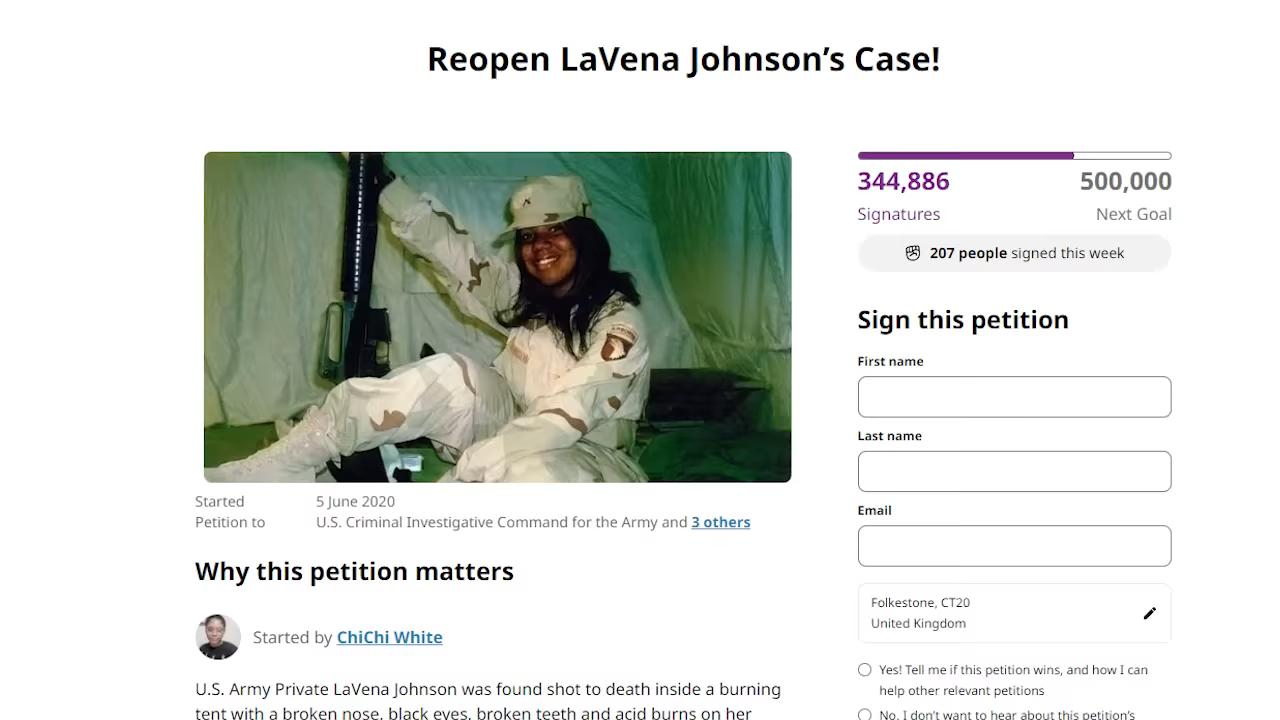 Reopen LaVena Johnson’s Case!
344,886
500,000
Signatures
Next Goal
207 people signed this week
Sign this petition
First name
Last name
Email
Folkestone, CT20
United Kingdom
Yes! Tell me if this petition wins, and how I can
help other relevant petitions
No. I don’t want to hear about this petition’s
Started 5 June 2020
Petition to U.S. Criminal Investigative Command for the Army and 3 others
Why this petition matters
Started by ChiChi White
U.S. Army Private LaVena Johnson was found shot to death inside a burning
tent with a broken nose, black eyes, broken teeth and acid burns on her